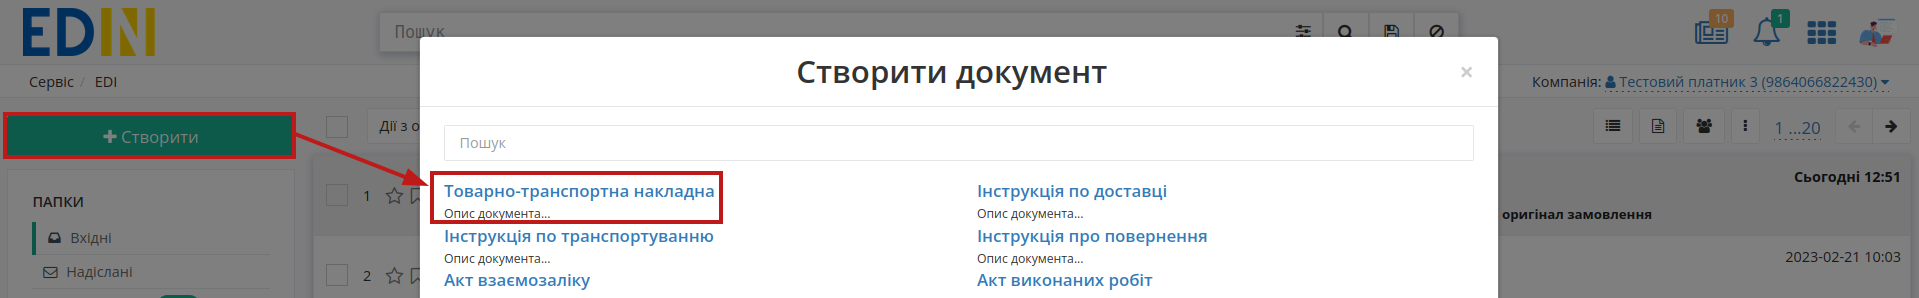 EDIN
Пошук
10
1
Сервіс / EDI
Компанія: Тестовий платник 3 (9864066822430)
Створити документ
×
+ Створити
Дії з о
1 ...20
Пошук
Товарно-транспортна накладна
Опис документа...
Інструкція по доставці
Опис документа...
Інструкція по транспортуванню
Опис документа...
Інструкція про повернення
Опис документа...
Акт взаємозаліку
Акт виконаних робіт
ПАПКИ
Вхідні
Надіслані
1
Сьогодні 12:51
оригінал замовлення
2
2023-02-21 10:03